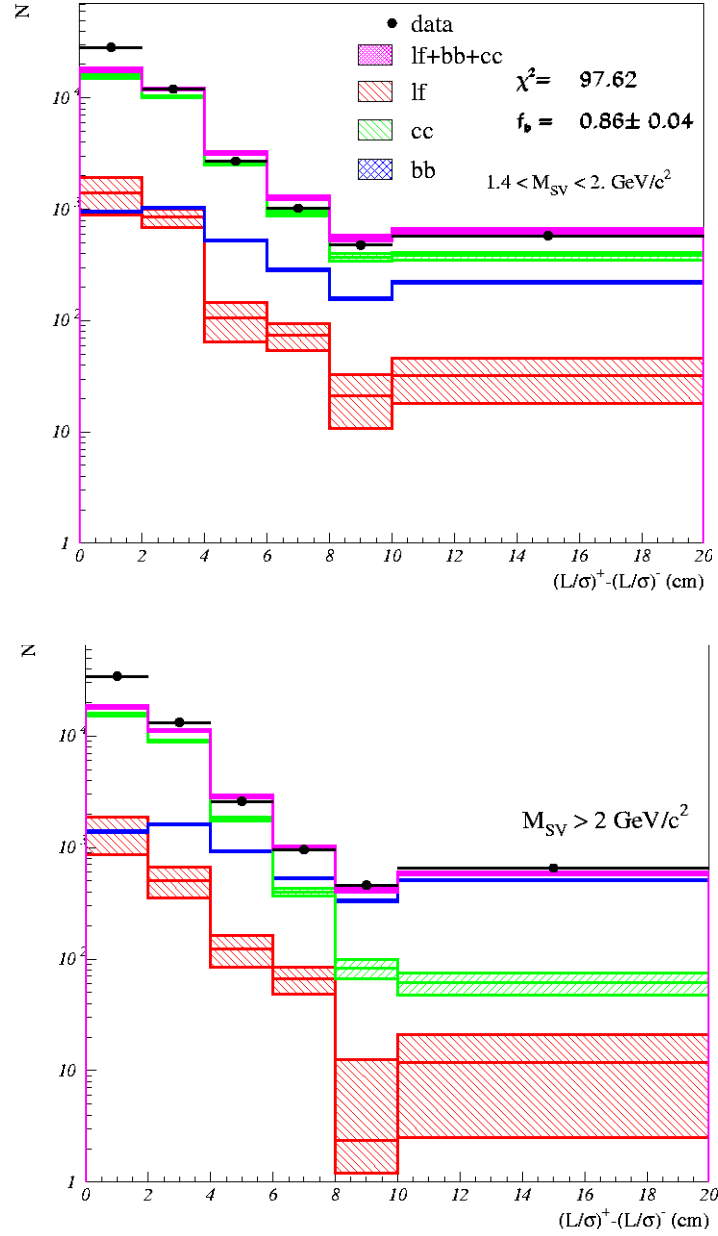 N
data
lf+bb+cc
lf
cc
bb
χ²= 97.62
f_b = 0.86± 0.04
1.4 < M_SV < 2. GeV/c²
10⁴
10³
10²
10
1
0 2 4 6 8 10 12 14 16 18 20
(L/σ)⁺-(L/σ)⁻ (cm)
N
M_SV > 2 GeV/c²
10⁴
10³
10²
10
1
0 2 4 6 8 10 12 14 16 18 20
(L/σ)⁺-(L/σ)⁻ (cm)